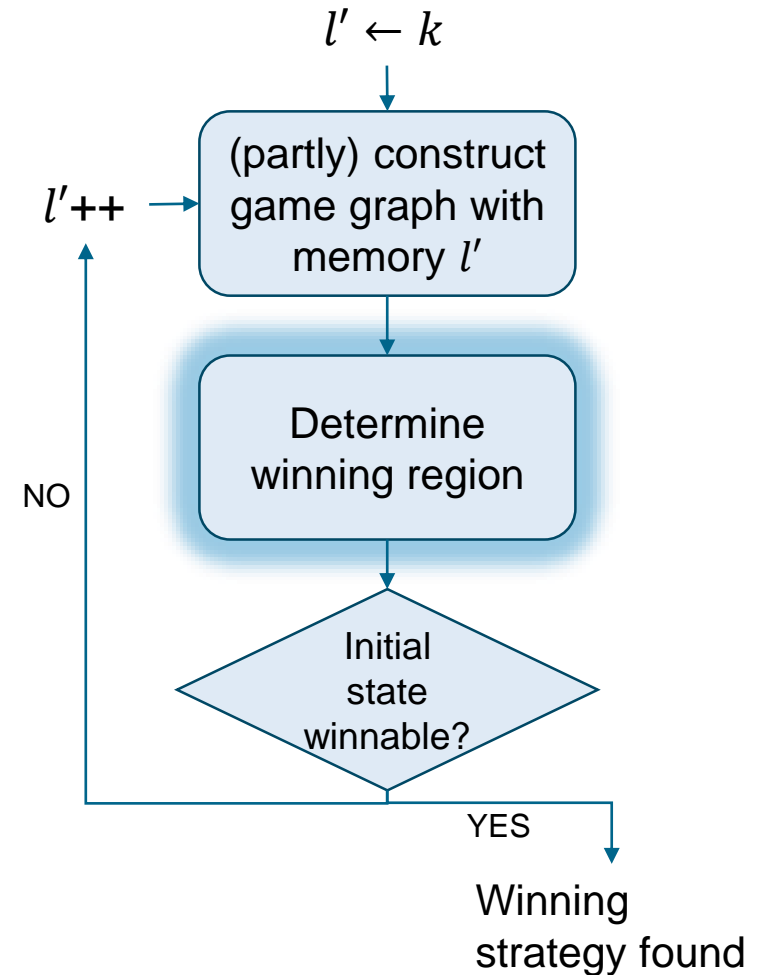 l′ ← k
(partly) construct
game graph with
memory l′
l′++
Determine
winning region
NO
Initial
state
winnable?
YES
Winning
strategy found